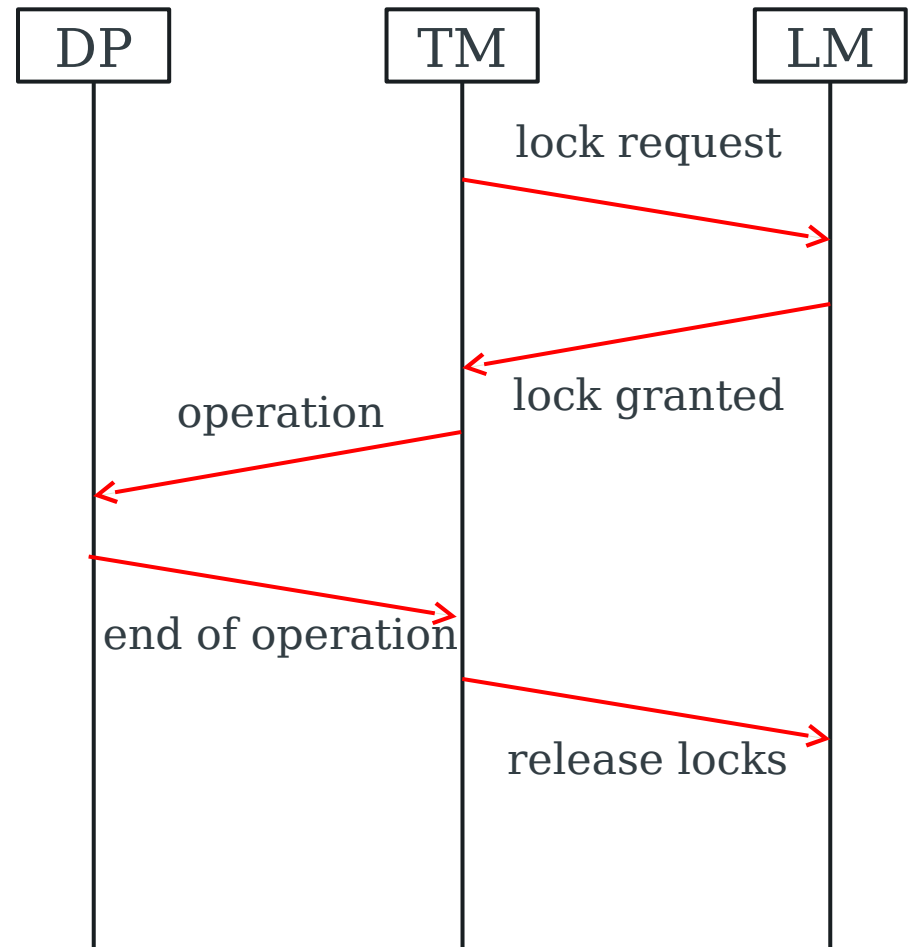 DP
TM
LM
lock request
lock granted
operation
end of operation
release locks